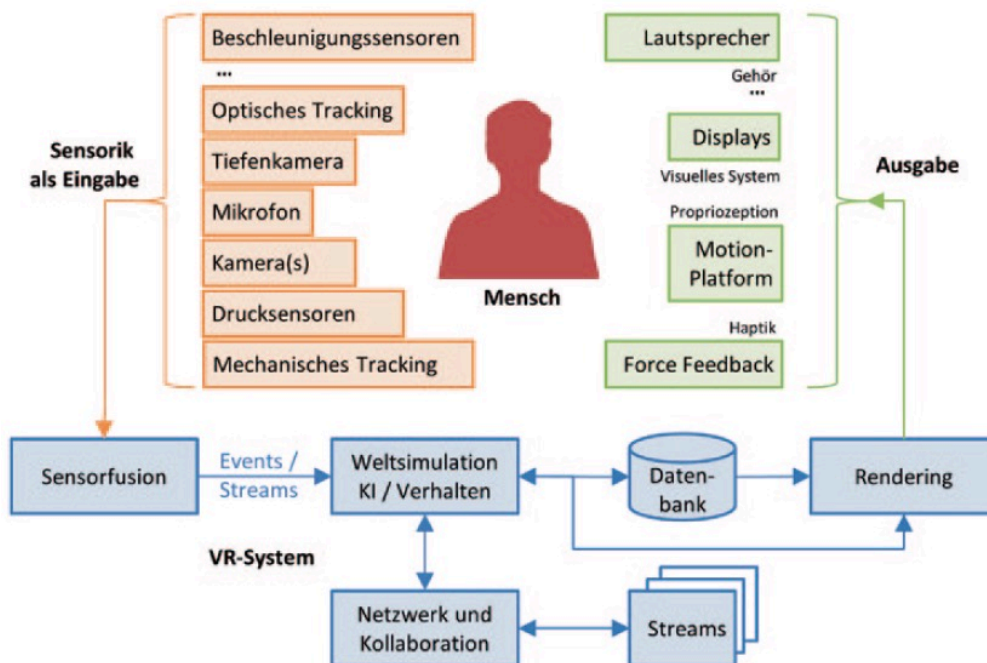 Beschleunigungssensoren
...
Optisches Tracking
Tiefenkamera
Mikrofon
Kamera(s)
Drucksensoren
Mechanisches Tracking
Sensorik
als Eingabe
Mensch
Lautsprecher
Gehör
...
Displays
Visuelles System
Propriozeption
Motion-
Platform
Haptik
Force Feedback
Ausgabe
Sensorfusion
Events /
Streams
Weltsimulation
KI / Verhalten
Daten-
bank
Rendering
VR-System
Netzwerk und
Kollaboration
Streams